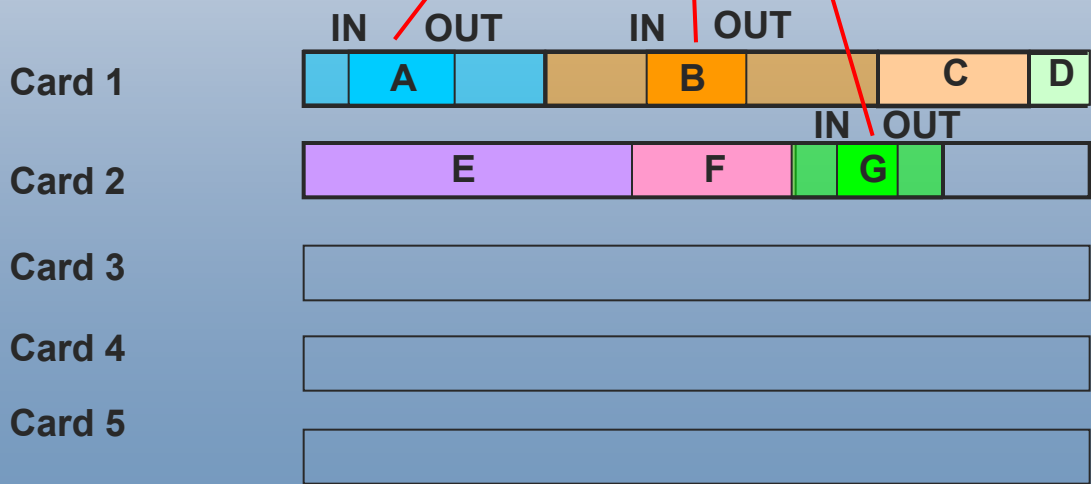 IN OUT IN OUT
Card 1 A B C D
IN OUT
Card 2 E F G
Card 3
Card 4
Card 5